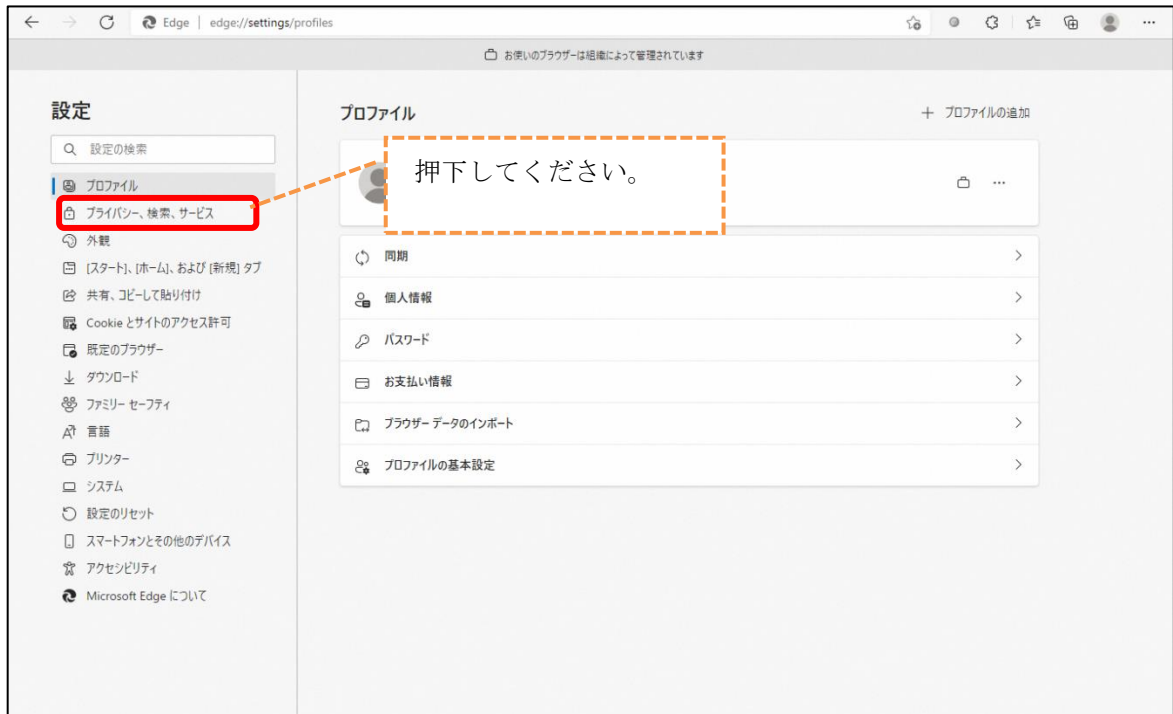 Edge | edge://settings/profiles
お使いのブラウザーは組織によって管理されています
設定
設定の検索
プロファイル
プライバシー、検索、サービス
外観
[スタート]、[ホーム]、および [新規] タブ
共有、コピーして貼り付け
Cookie とサイトのアクセス許可
既定のブラウザー
ダウンロード
ファミリー セーフティ
言語
プリンター
システム
設定のリセット
スマートフォンとその他のデバイス
アクセシビリティ
Microsoft Edge について
プロファイル
プロファイルの追加
押下してください。
同期
個人情報
パスワード
お支払い情報
ブラウザー データのインポート
プロファイルの基本設定